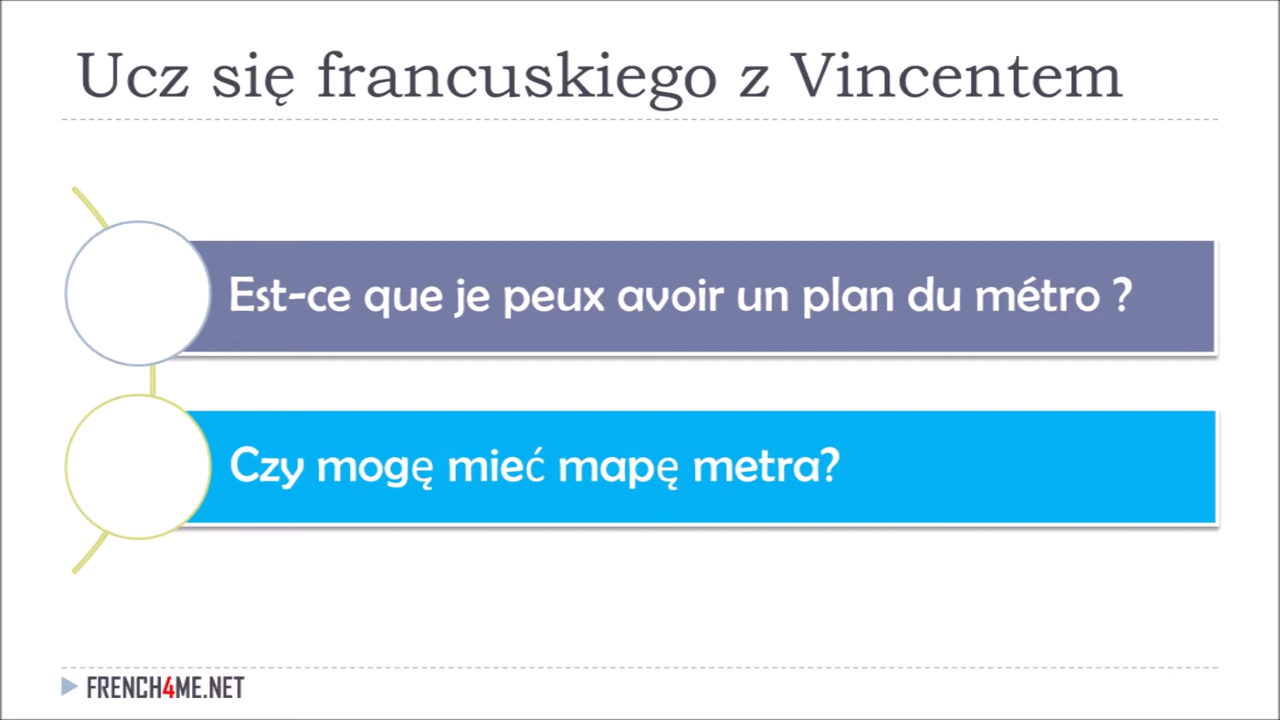 Ucz się francuskiego z Vincentem
Est-ce que je peux avoir un plan du métro ?
Czy mogę mieć mapę metra?
FRENCH4ME.NET